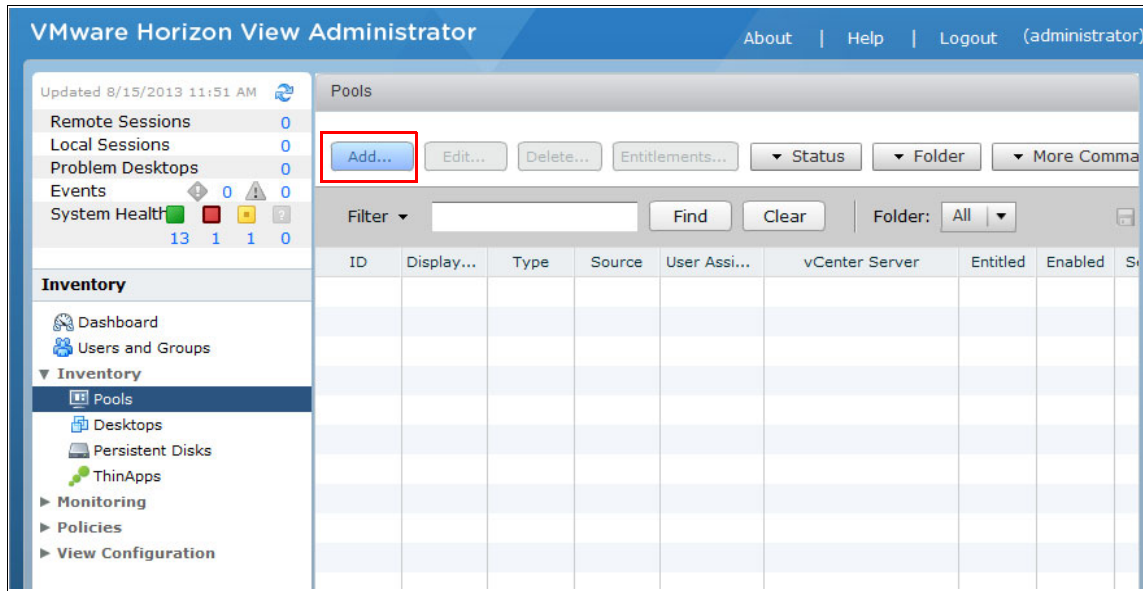 VMware Horizon View Administrator
About | Help | Logout (administrator)
Updated 8/15/2013 11:51 AM
Remote Sessions 0
Local Sessions 0
Problem Desktops 0
Events 0 0
System Health
13 1 1 0
Inventory
Dashboard
Users and Groups
Inventory
Pools
Desktops
Persistent Disks
ThinApps
Monitoring
Policies
View Configuration
Pools
Add... Edit... Delete... Entitlements... Status Folder More Comma
Filter Find Clear Folder: All
ID Display... Type Source User Assi... vCenter Server Entitled Enabled